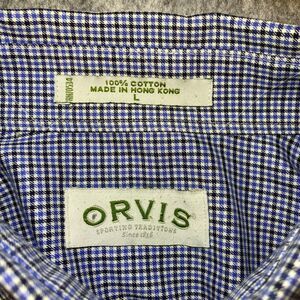 100% COTTON
MADE IN HONG KONG
L
ORVIS
SPORTING TRADITIONS
Since 1856